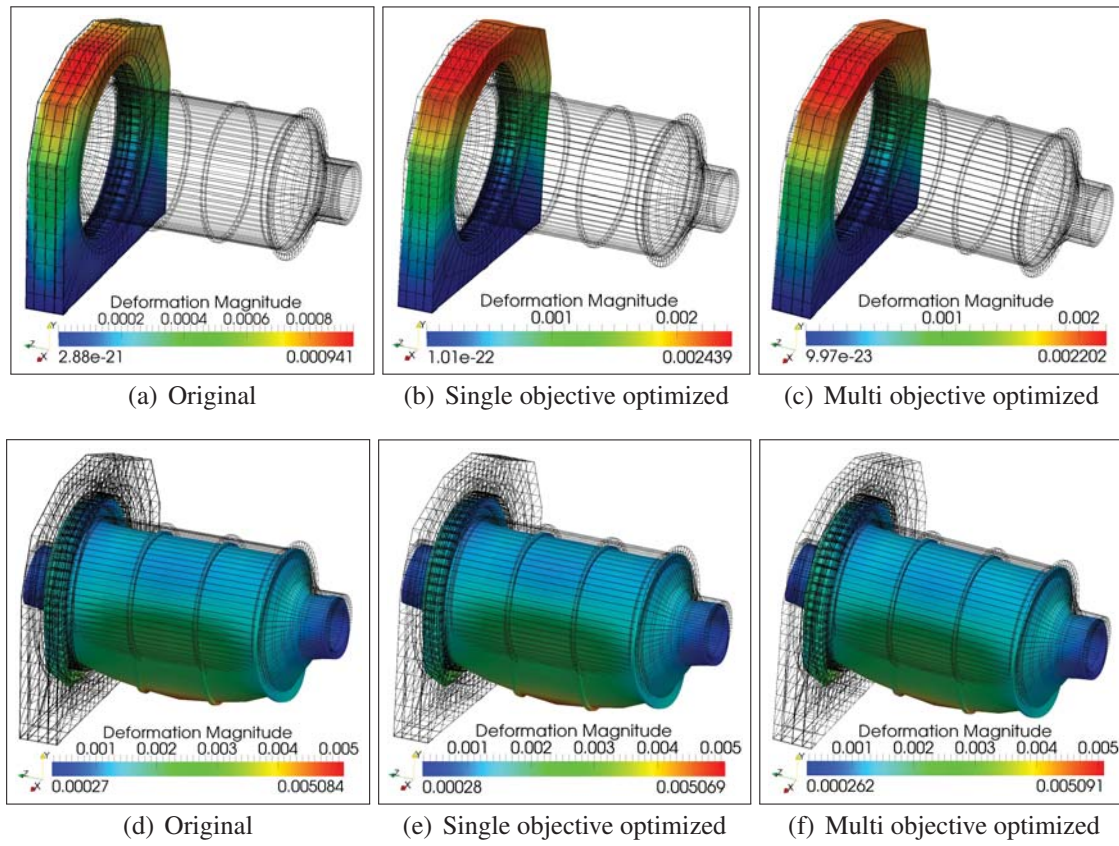 Deformation Magnitude
0.0002 0.0004 0.0006 0.0008
2.88e-21 0.000941
Y
Z X
(a) Original
Deformation Magnitude
0.001 0.002
1.01e-22 0.002439
Y
Z X
(b) Single objective optimized
Deformation Magnitude
0.001 0.002
9.97e-23 0.002202
Y
Z X
(c) Multi objective optimized
Deformation Magnitude
0.001 0.002 0.003 0.004 0.005
0.00027 0.005084
Y
Z X
(d) Original
Deformation Magnitude
0.001 0.002 0.003 0.004 0.005
0.00028 0.005069
Y
Z X
(e) Single objective optimized
Deformation Magnitude
0.001 0.002 0.003 0.004 0.005
0.000262 0.005091
Y
Z X
(f) Multi objective optimized